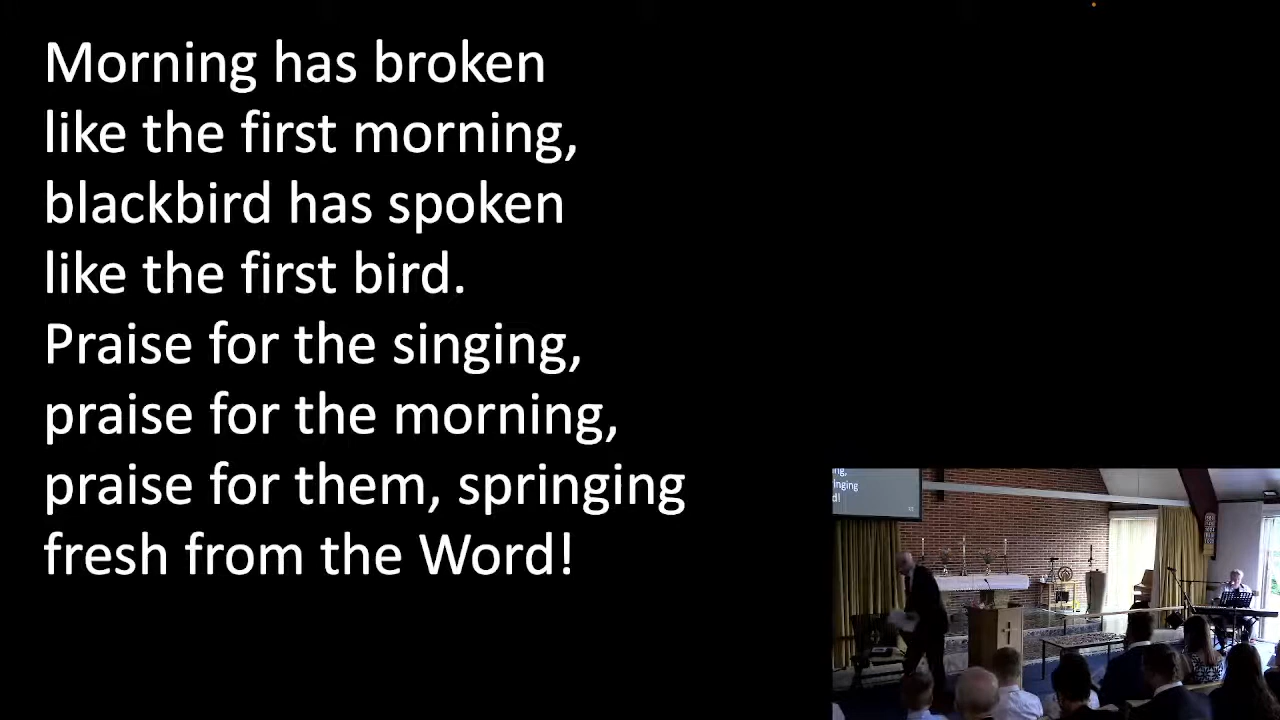 Morning has broken
like the first morning,
blackbird has spoken
like the first bird.
Praise for the singing,
praise for the morning,
praise for them, springing
fresh from the Word!